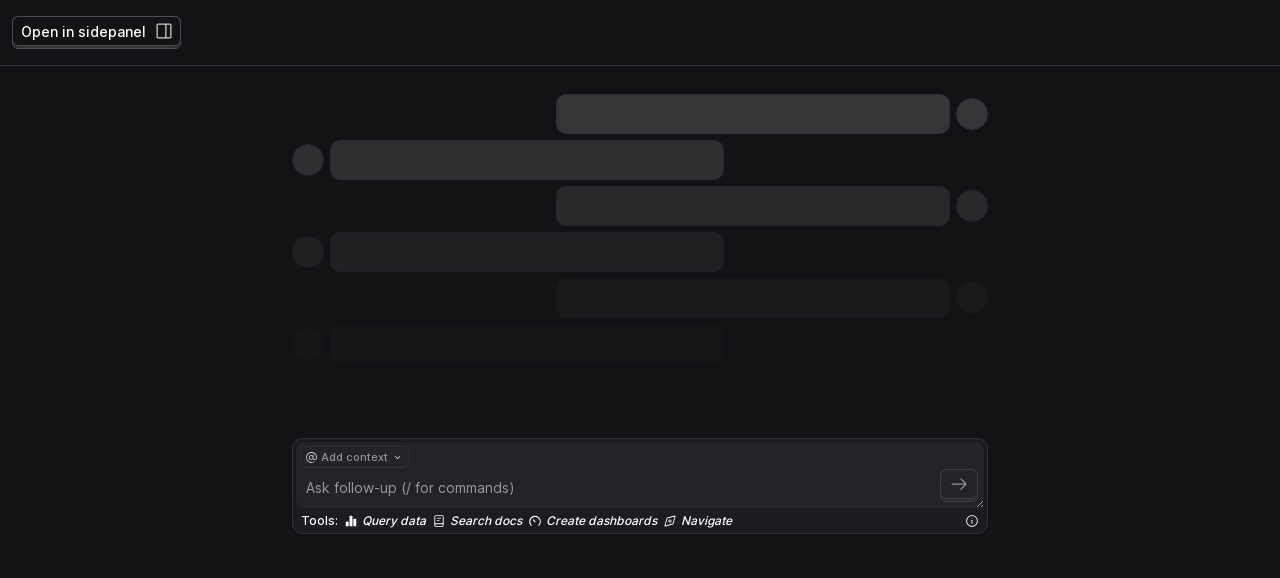 Open in sidepanel
Add context
Ask follow-up (/ for commands)
Tools: Query data Search docs Create dashboards Navigate